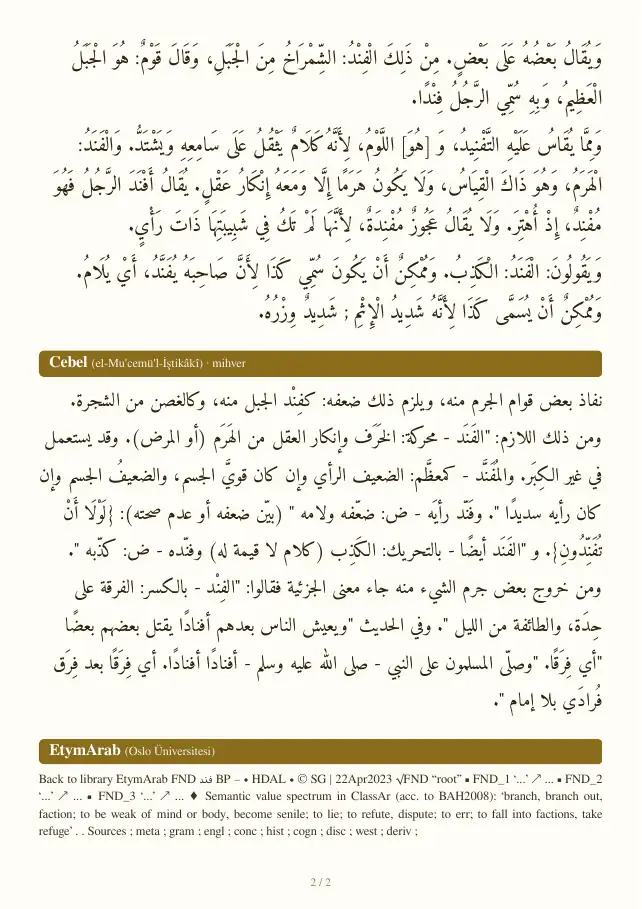 وَيُقَالُ بَعْضُهُ عَلَى بَعْضٍ. مِنْ ذَلِكَ الْفِنْدُ: الشِّمْرَاخُ مِنَ الْجَبَلِ، وَقَالَ قَوْمٌ: هُوَ الْجَبَلُ
الْعَظِيمُ، وَبِهِ سُمِّي الرَّجُلُ فِنْدًا.
وَمِمَّا يُقَاسُ عَلَيْهِ التَّفْنِيدُ، وَ [هُوَ] اللَّوْمُ، لِأَنَّهُ كَلَامٌ يَثْقُلُ عَلَى سَامِعِهِ وَيَشْتَدُّ. وَالْفَنَدُ:
الْهَرَمُ، وَهُوَ ذَاكَ الْقِيَاسُ، وَلَا يَكُونُ هَرَمًا إِلَّا وَمَعَهُ إِنْكَارُ عَقْلٍ. يُقَالُ أَفْنَدَ الرَّجُلُ فَهُوَ
مُفْنِدٌ، إِذْ أُهْتِرَ. وَلَا يُقَالُ عَجُوزٌ مُفْنِدَةٌ، لِأَنَّهَا لَمْ تَكُ فِي شَبِيبَتِهَا ذَاتَ رَأْيٍ.
وَيَقُولُونَ: الْفَنَدُ: الْكَذِبُ. وَمُمْكِنٌ أَنْ يَكُونَ سُمِّي كَذَا لِأَنَّ صَاحِبَهُ يُفَنَّدُ، أَيْ يُلَامُ.
وَمُمْكِنٌ أَنْ يُسَمَّى كَذَا لِأَنَّهُ شَدِيدُ الْإِثْمِ ; شَدِيدٌ وِزْرُهُ.
Cebel (el-Mu'cemü'l-İştikâkî) · mihver
نفاذ بعض قوام الجرم منه، ويلزم ذلك ضعفه: كفِنْد الجبل منه، وكالغصن من الشجرة.
ومن ذلك اللازم: "الفَنَد - محركة: الخَرَف وإنكار العقل من الهَرَم (أو المرض). وقد يستعمل
في غير الكِبَر. والمُفَنَّد - كمعظَّم: الضعيف الرأي وإن كان قويَّ الجسم، والضعيفُ الجسم وإن
كان رأيه سديدًا ". وفَنّد رأيَه - ض: ضعّفه ولامه " (بيّن ضعفه أو عدم صحته): {لَوْلَا أَنْ
تُفَنِّدُونِ}. و "الفَنَد أيضًا - بالتحريك: الكَذِب (كلام لا قيمة له) وفنّده - ض: كذّبه ".
ومن خروج بعض جرم الشيء منه جاء معنى الجزئية فقالوا: "الفِنْد - بالكسر: الفرقة على
حِدَة، والطائفة من الليل ". وفي الحديث "ويعيش الناس بعدهم أفنادًا يقتل بعضهم بعضًا
"أي فِرَقًا. "وصلّى المسلمون على النبي - صلى الله عليه وسلم - أفنادًا أفنادًا. أي فِرَقًا بعد فِرَق
فُرادَي بلا إمام ".
EtymArab (Oslo Üniversitesi)
Back to library EtymArab FND فند BP – • HDAL • © SG | 22Apr2023 √FND “root” ▪ FND_1 ‘...’ ↗ ... ▪ FND_2
‘...’ ↗ ... ▪ FND_3 ‘...’ ↗ ... ♦ Semantic value spectrum in ClassAr (acc. to BAH2008): ‘branch, branch out,
faction; to be weak of mind or body, become senile; to lie; to refute, dispute; to err; to fall into factions, take
refuge’ . . Sources ; meta ; gram ; engl ; conc ; hist ; cogn ; disc ; west ; deriv ;
2 / 2